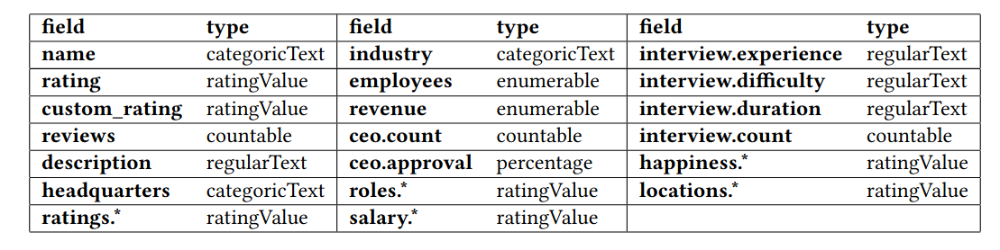 field type field type field type
name categoricText industry categoricText interview.experience regularText
rating ratingValue employees enumerable interview.difficulty regularText
custom_rating ratingValue revenue enumerable interview.duration regularText
reviews countable ceo.count countable interview.count countable
description regularText ceo.approval percentage happiness.* ratingValue
headquarters categoricText roles.* ratingValue locations.* ratingValue
ratings.* ratingValue salary.* ratingValue